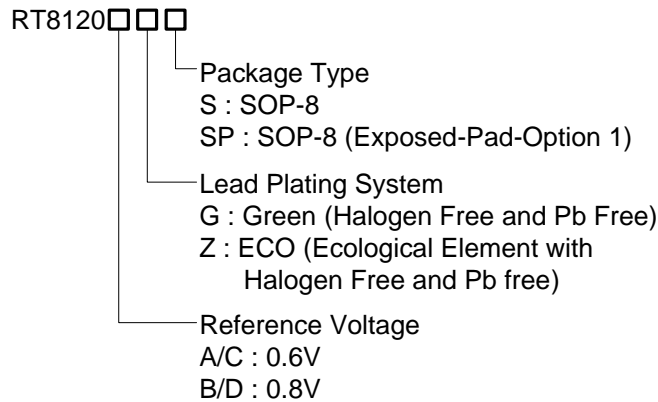 RT8120□□□
Package Type
S : SOP-8
SP : SOP-8 (Exposed-Pad-Option 1)
Lead Plating System
G : Green (Halogen Free and Pb Free)
Z : ECO (Ecological Element with
Halogen Free and Pb free)
Reference Voltage
A/C : 0.6V
B/D : 0.8V